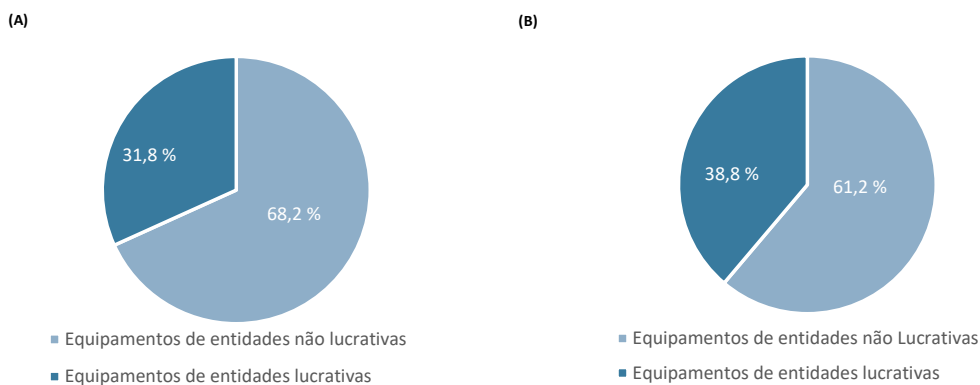 (A)
(B)
31,8 %
68,2 %
38,8 %
61,2 %
Equipamentos de entidades não lucrativas
Equipamentos de entidades lucrativas
Equipamentos de entidades não Lucrativas
Equipamentos de entidades lucrativas